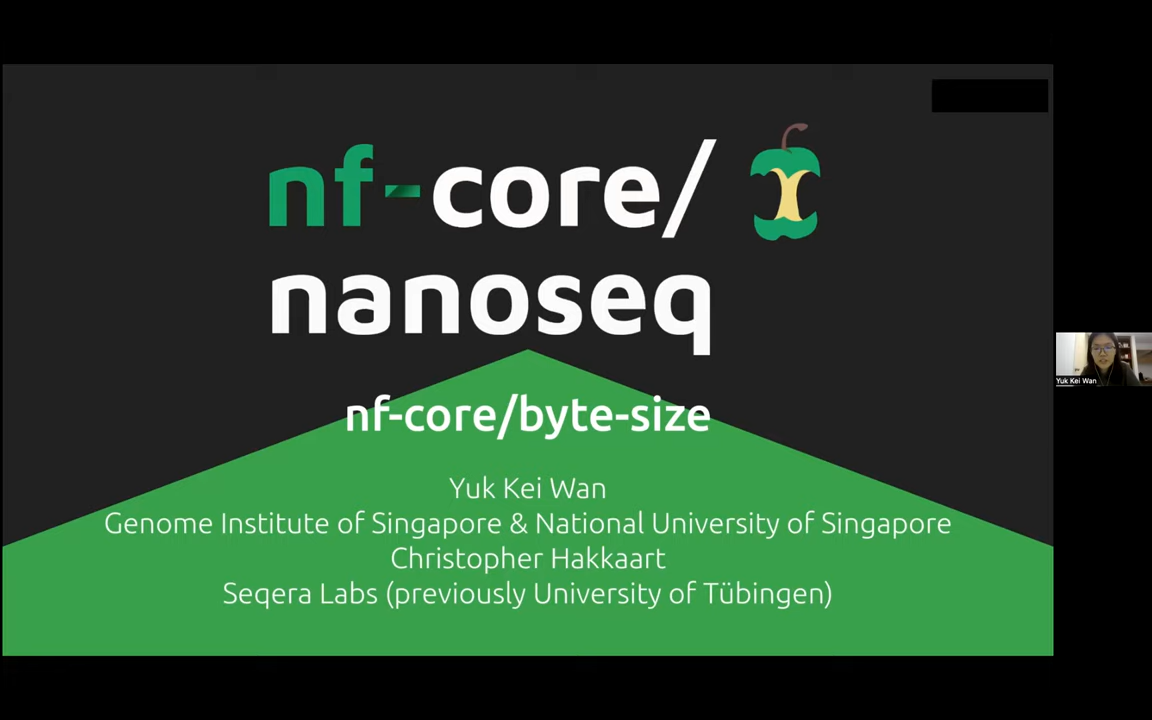 nf-core/
nanoseq
nf-core/byte-size
Yuk Kei Wan
Genome Institute of Singapore & National University of Singapore
Christopher Hakkaart
Seqera Labs (previously University of Tübingen)
Yuk Kei Wan